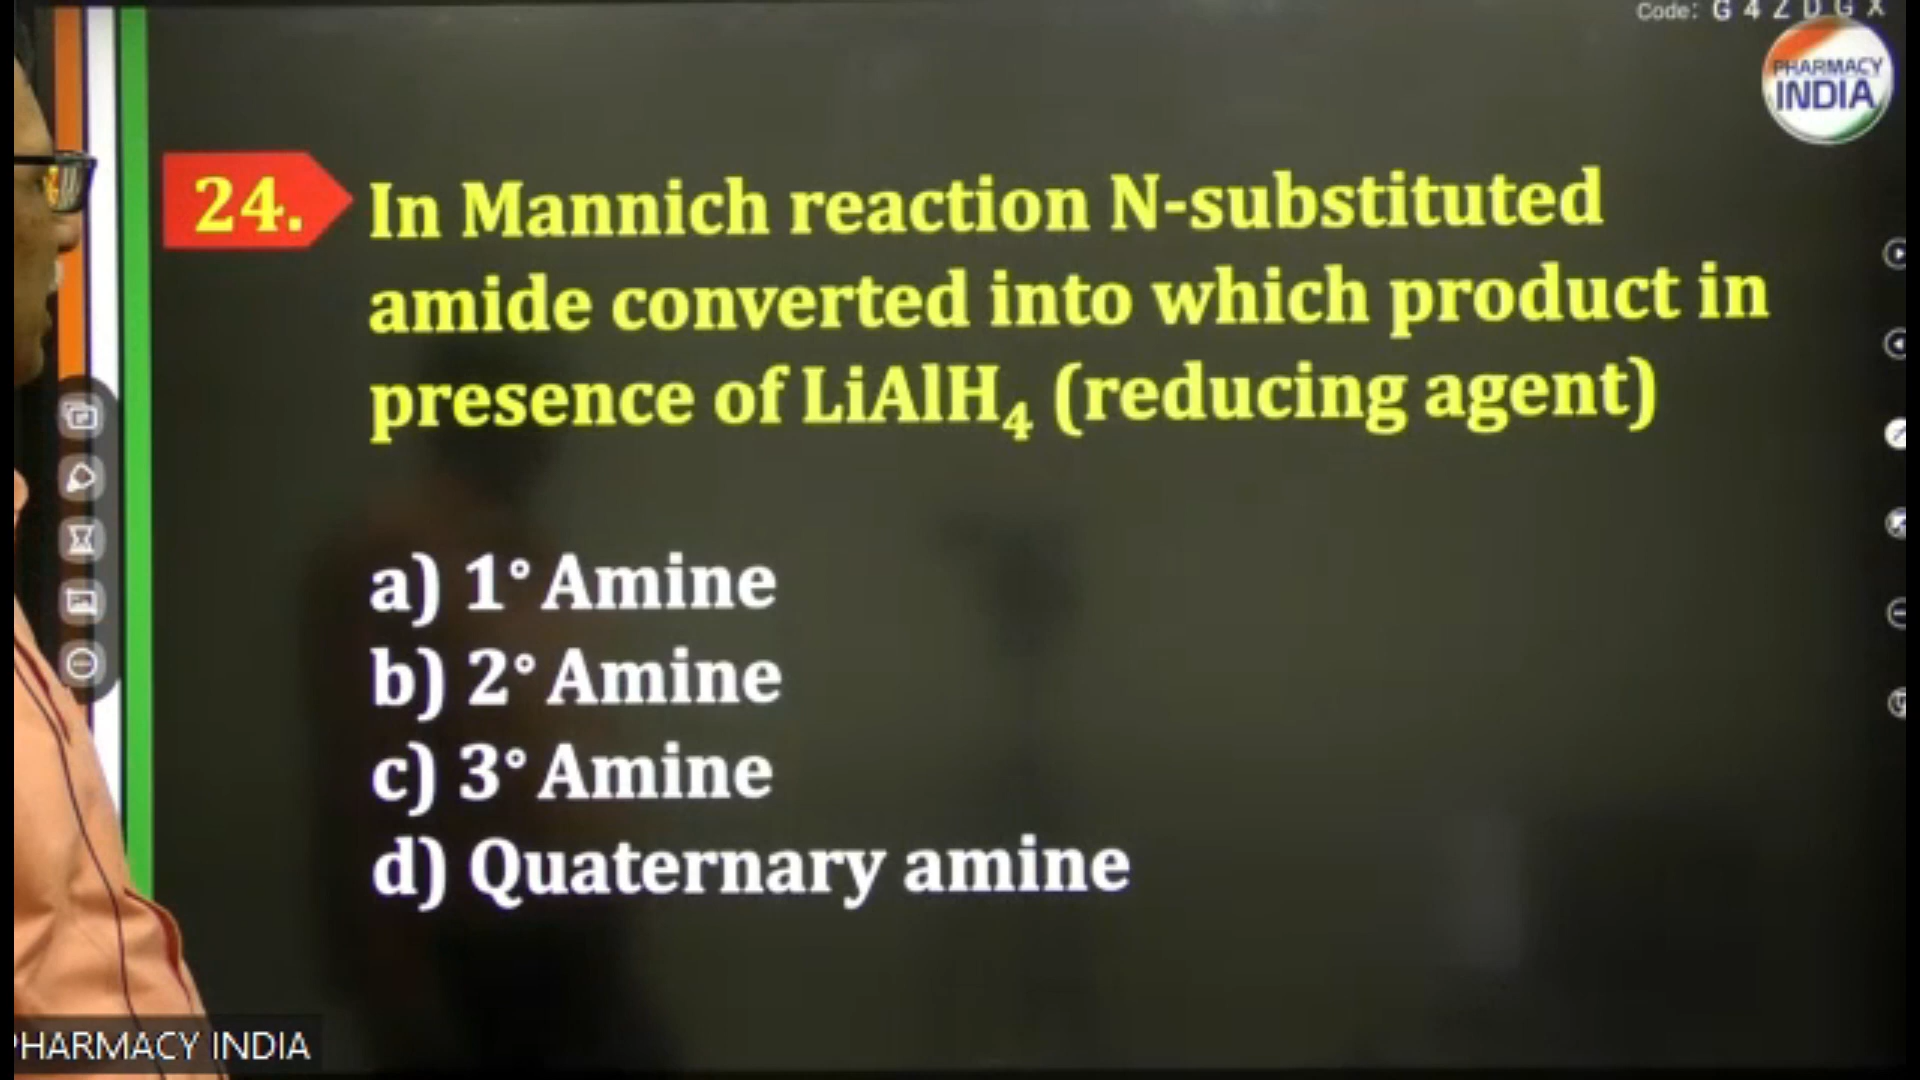 Code: G 4 Z D G X
PHARMACY
INDIA
24. In Mannich reaction N-substituted
amide converted into which product in
presence of LiAlH₄ (reducing agent)
a) 1° Amine
b) 2° Amine
c) 3° Amine
d) Quaternary amine
PHARMACY INDIA